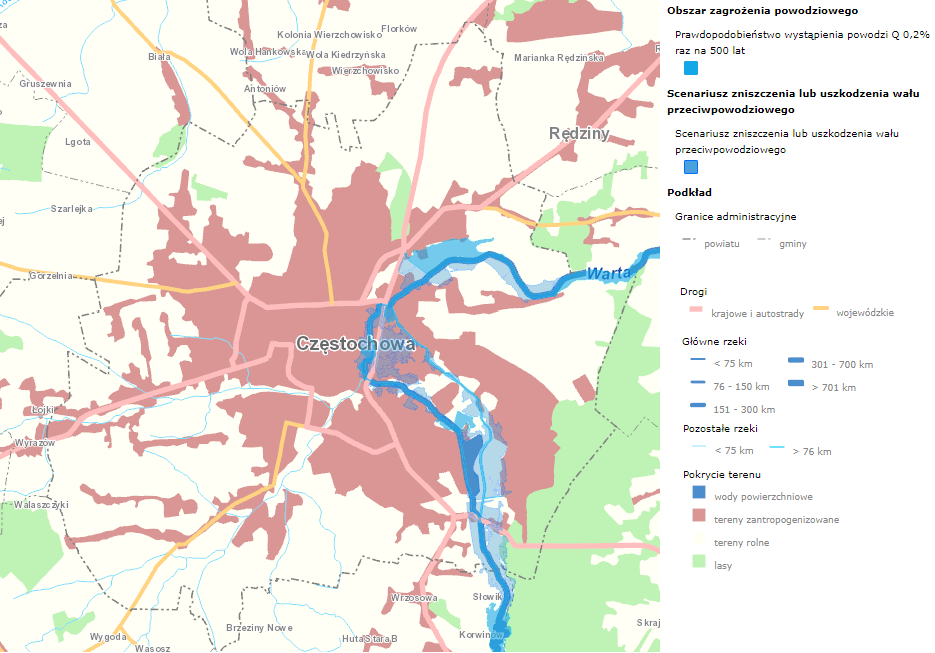 Florków
Kolonia Wierzchowisko
Wola Hankowska
Wola Kiedrzyńska
Biała
Marianka Rędzińska
Wierzchowisko
Gruszewnia
Antoniów
Rędziny
Lgota
Szarlejka
Gorzelnia
Warta
Częstochowa
Łojki
Wyrazów
Walaszczyki
Wrzosowa
Słowik
Skraj
Brzeziny Nowe
Korwinów
Wygoda
Huta Stara B
Wąsosz
Obszar zagrożenia powodziowego
Prawdopodobieństwo wystąpienia powodzi Q 0,2%
raz na 500 lat
Scenariusz zniszczenia lub uszkodzenia wału
przeciwpowodziowego
Scenariusz zniszczenia lub uszkodzenia wału
przeciwpowodziowego
Podkład
Granice administracyjne
powiatu gminy
Drogi
krajowe i autostrady wojewódzkie
Główne rzeki
< 75 km 301 - 700 km
76 - 150 km > 701 km
151 - 300 km
Pozostałe rzeki
< 75 km > 76 km
Pokrycie terenu
wody powierzchniowe
tereny zantropogenizowane
tereny rolne
lasy